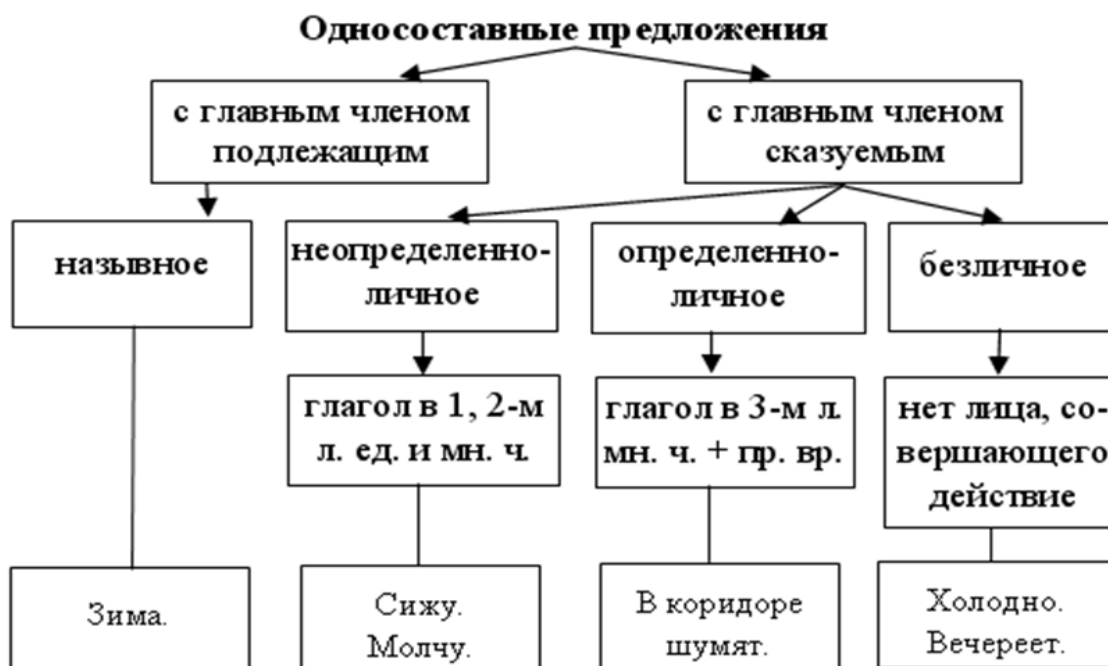 Односоставные предложения
с главным членом
подлежащим
с главным членом
сказуемым
назывное
неопределенно-
личное
определенно-
личное
безличное
глагол в 1, 2-м
л. ед. и мн. ч.
глагол в 3-м л.
мн. ч. + пр. вр.
нет лица, со-
вершающего
действие
Зима.
Сижу.
Молчу.
В коридоре
шумят.
Холодно.
Вечереет.